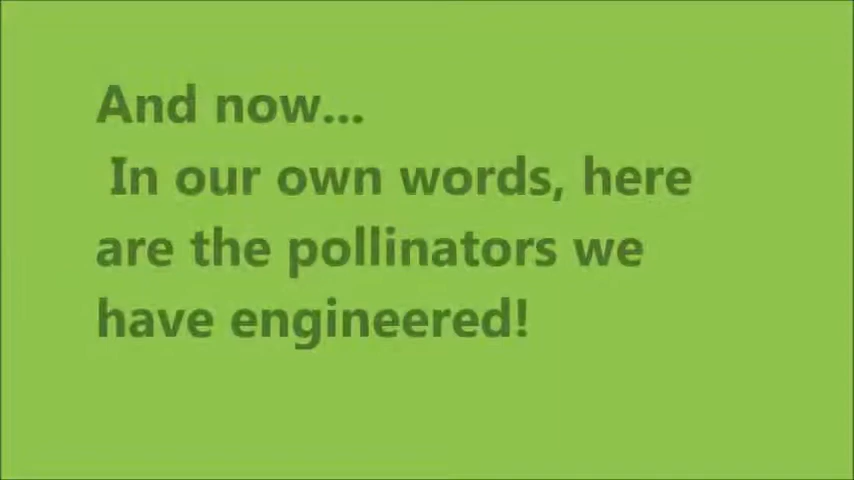 And now...
In our own words, here
are the pollinators we
have engineered!